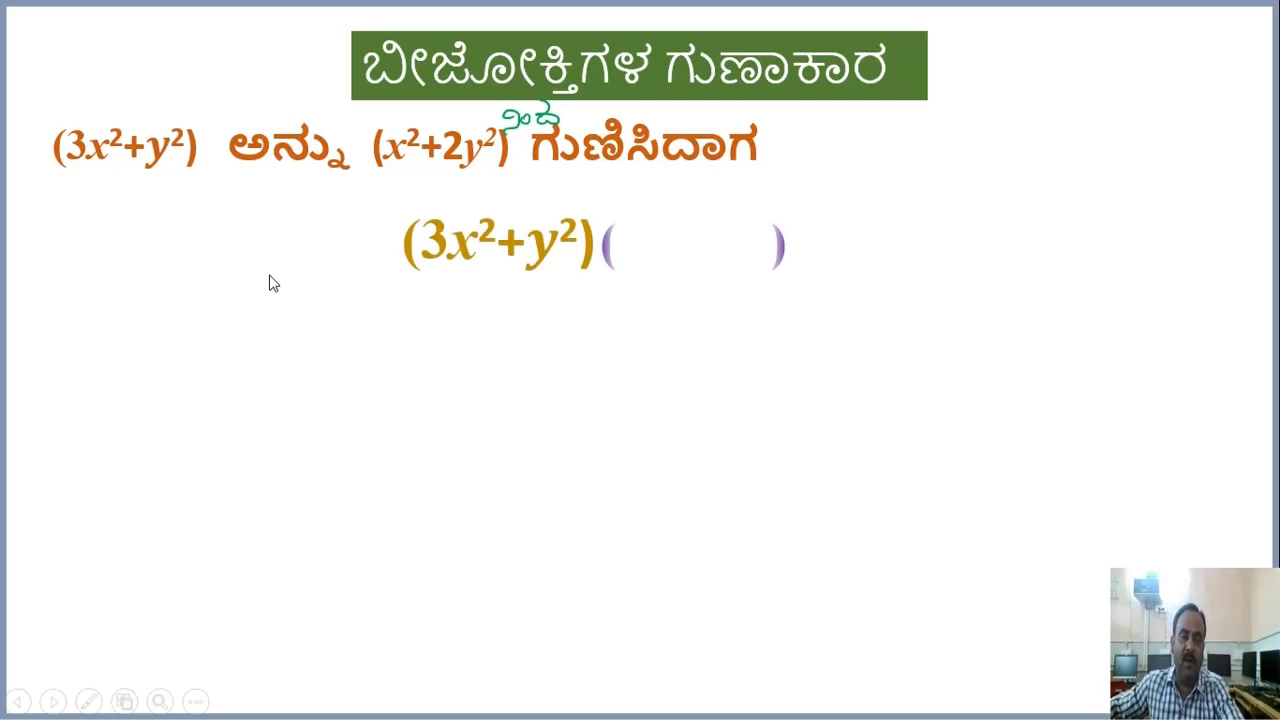 ಬೀಜೋಕ್ತಿಗಳ ಗುಣಾಕಾರ
(3x²+y²) ಅನ್ನು (x²+2y²) ಿಂದ ಗುಣಿಸಿದಾಗ
(3x²+y²)( )